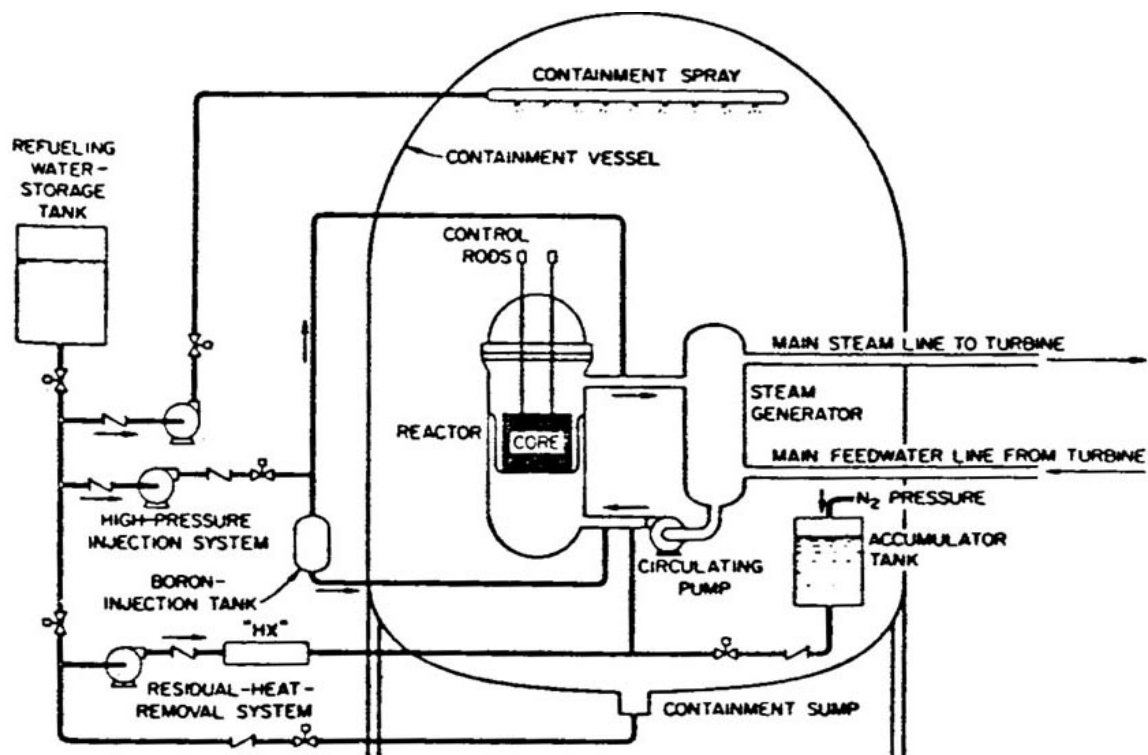 CONTAINMENT SPRAY
REFUELING
WATER-
STORAGE
TANK
CONTAINMENT VESSEL
CONTROL
RODS
MAIN STEAM LINE TO TURBINE
STEAM
GENERATOR
REACTOR
CORE
MAIN FEEDWATER LINE FROM TURBINE
N₂ PRESSURE
HIGH-PRESSURE
INJECTION SYSTEM
ACCUMULATOR
TANK
CIRCULATING
PUMP
BORON-
INJECTION TANK
"HX"
RESIDUAL-HEAT-
REMOVAL SYSTEM
CONTAINMENT SUMP